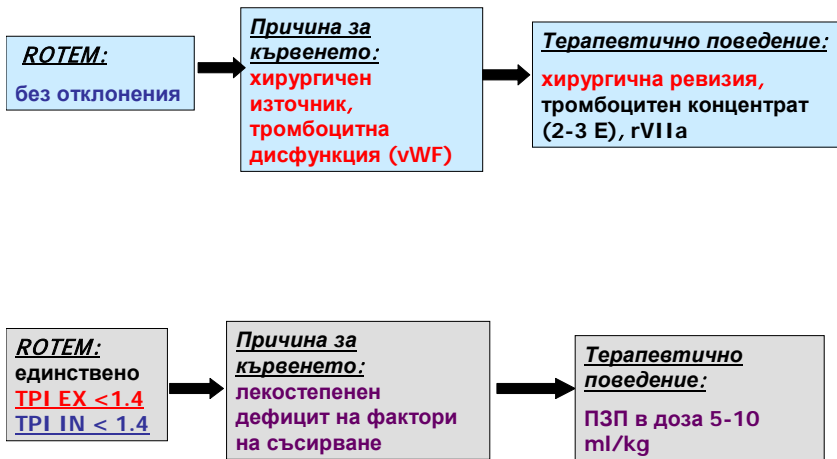 ROTEM:
без отклонения
Причина за
кървенето:
хирургичен
източник,
тромбоцитна
дисфункция (vWF)
Терапевтично поведение:
хирургична ревизия,
тромбоцитен концентрат
(2-3 Е), rVIIa
ROTEM:
единствено
TPI EX <1.4
TPI IN < 1.4
Причина за
кървенето:
лекостепенен
дефицит на фактори
на съсирване
Терапевтично
поведение:
ПЗП в доза 5-10
ml/kg